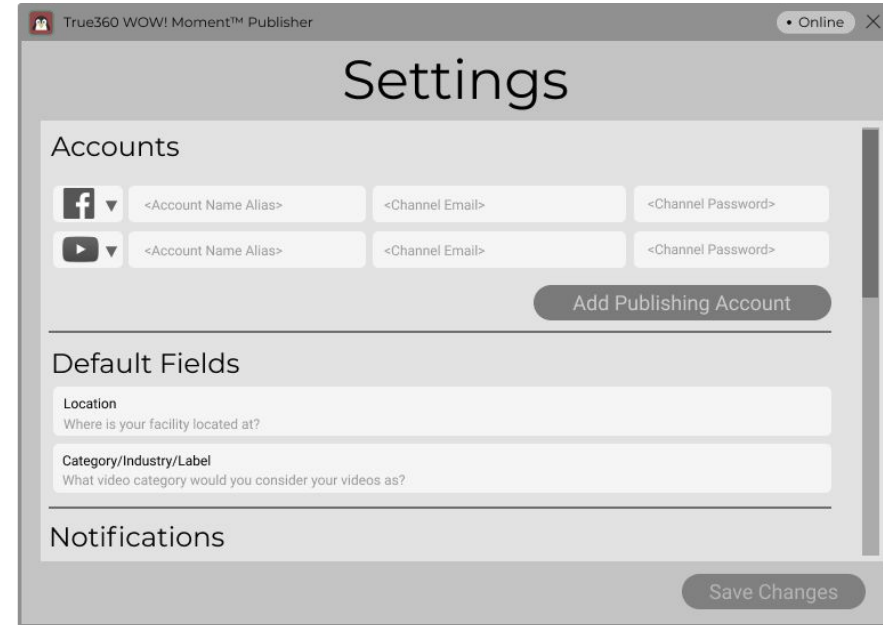 True360 WOW! Moment™ Publisher
• Online
Settings
Accounts
<Account Name Alias> <Channel Email> <Channel Password>
<Account Name Alias> <Channel Email> <Channel Password>
Add Publishing Account
Default Fields
Location
Where is your facility located at?
Category/Industry/Label
What video category would you consider your videos as?
Notifications
Save Changes